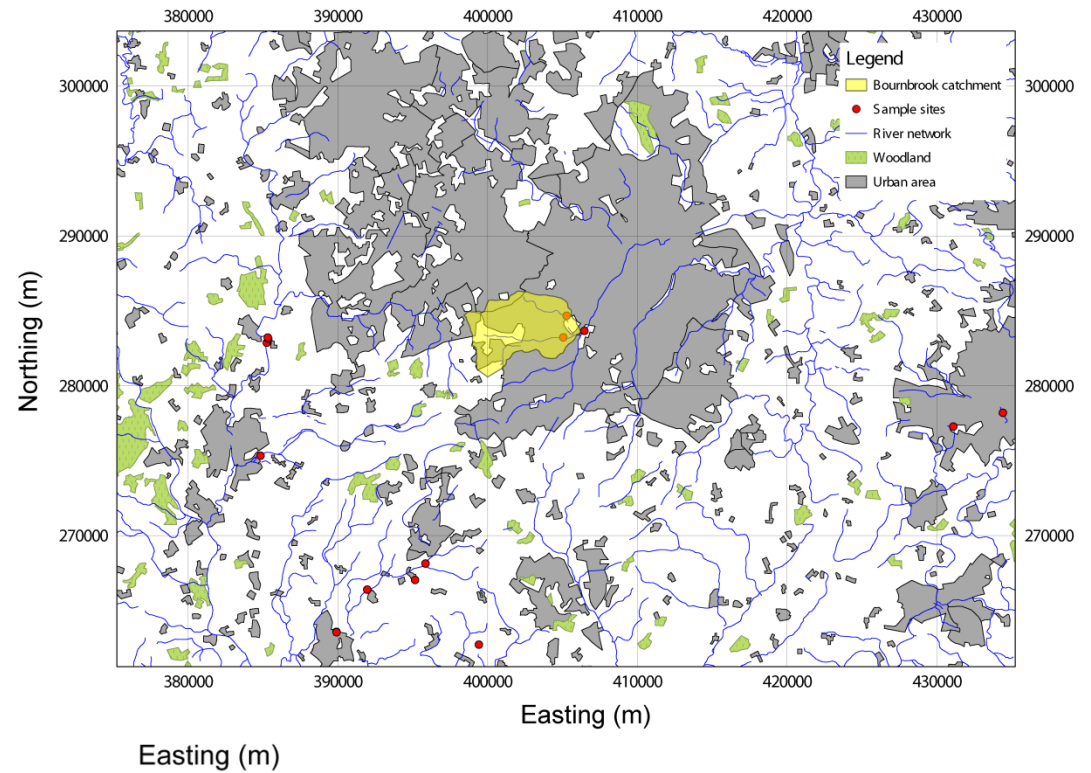 380000 390000 400000 410000 420000 430000
Legend
300000 300000
Bournbrook catchment
Sample sites
River network
Woodland
Urban area
290000 290000
Northing (m)
280000 280000
270000 270000
380000 390000 400000 410000 420000 430000
Easting (m)
Easting (m)